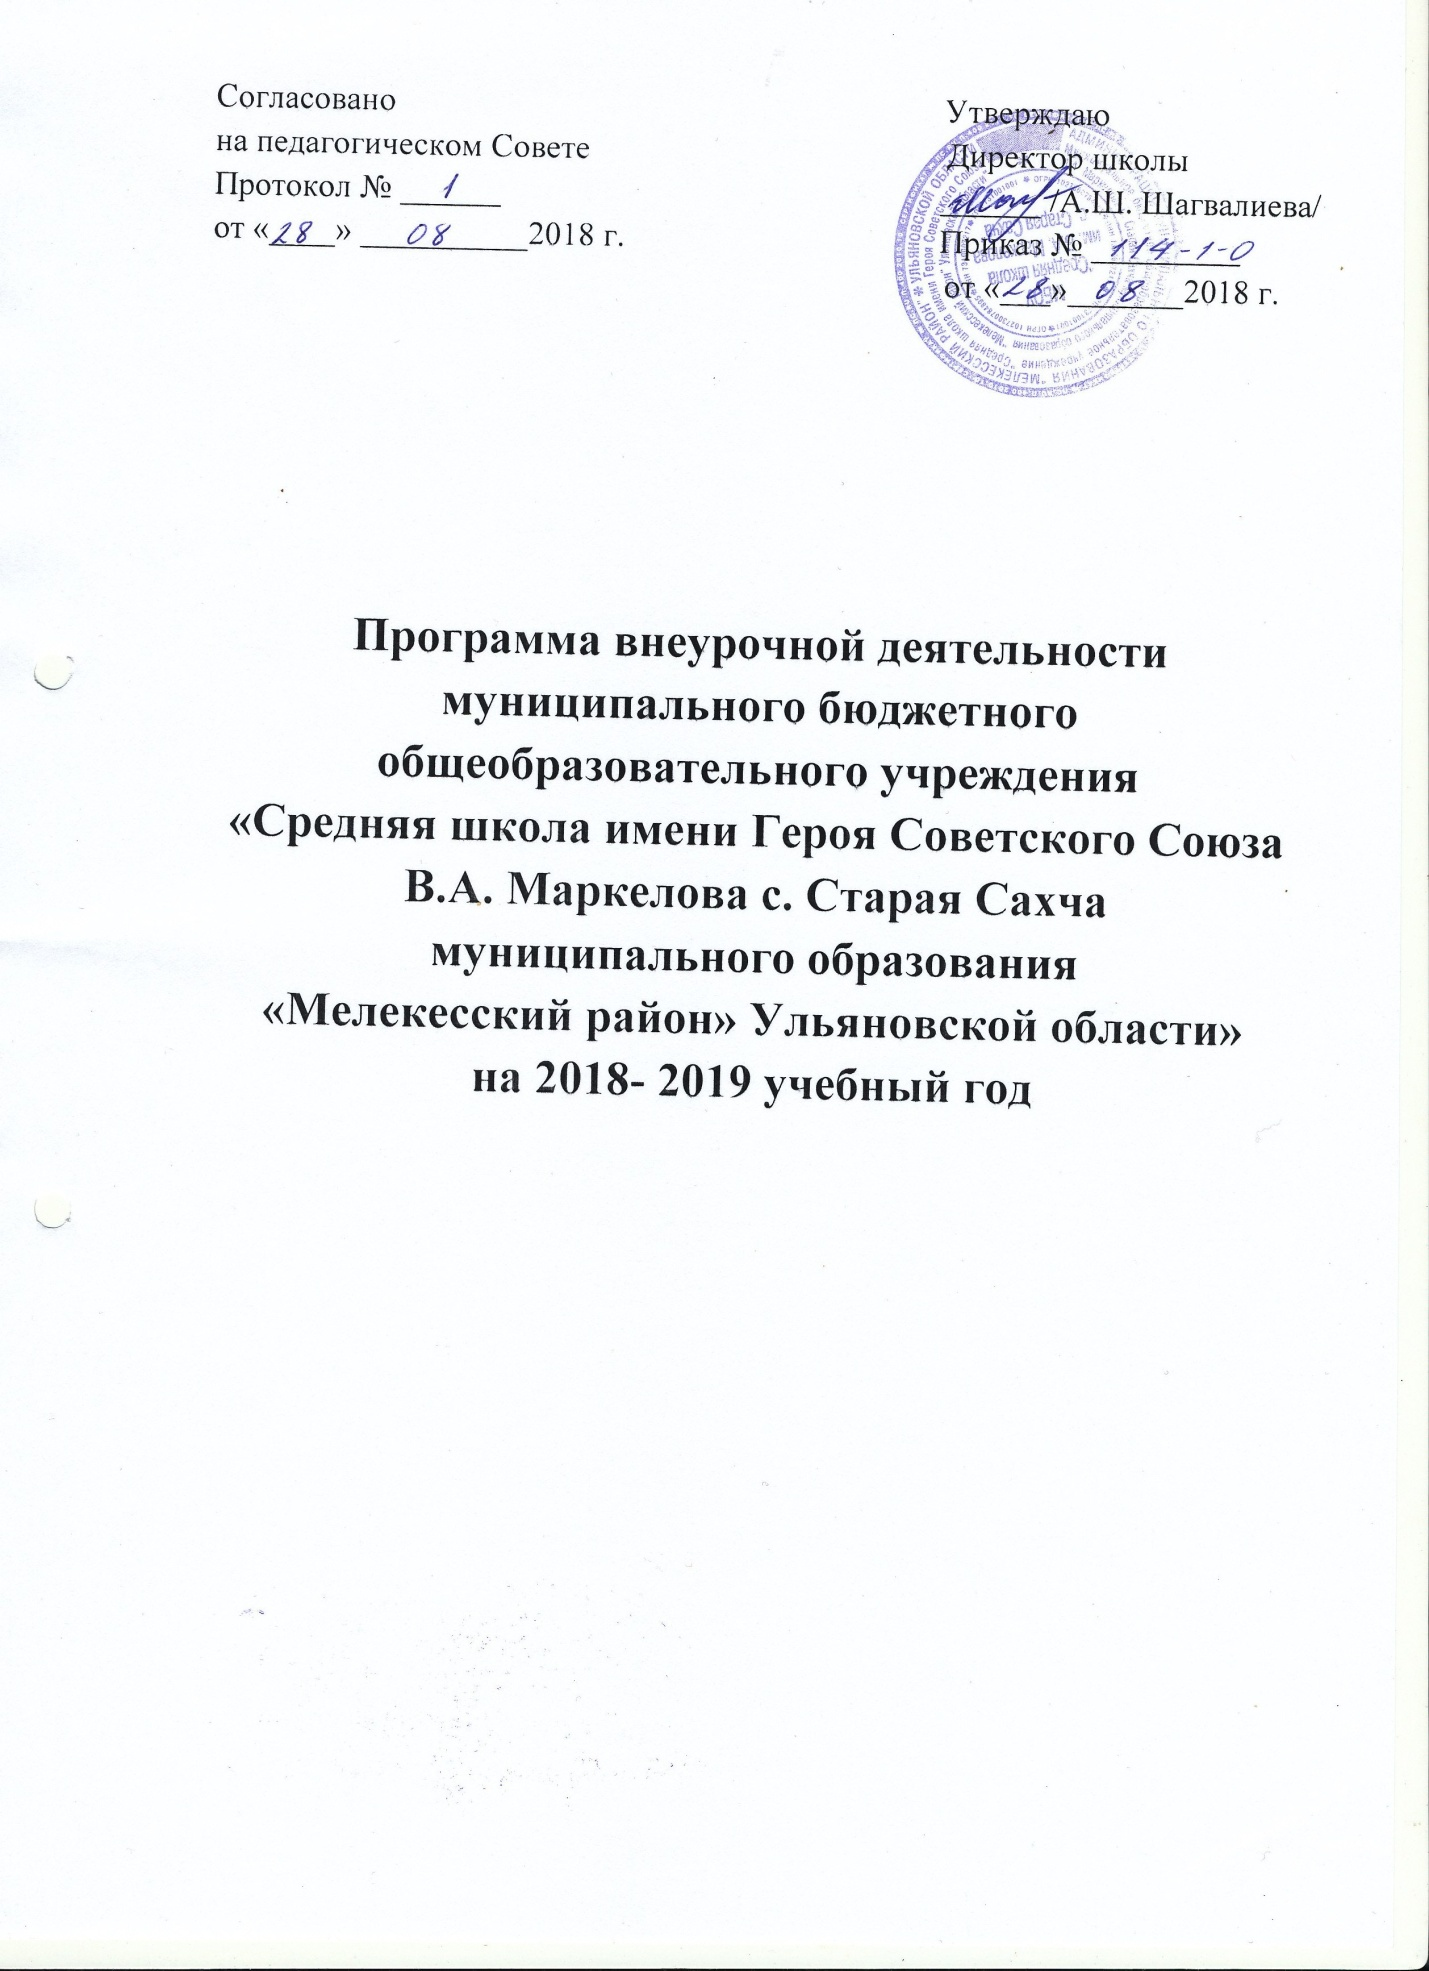 Согласовано
на педагогическом Совете
Протокол № 1
от «28» 08 2018 г.
Утверждаю
Директор школы
/А.Ш. Шагвалиева/
Приказ № 114-1-О
от «28» 08 2018 г.
Программа внеурочной деятельности
муниципального бюджетного
общеобразовательного учреждения
«Средняя школа имени Героя Советского Союза
В.А. Маркелова с. Старая Сахча
муниципального образования
«Мелекесский район» Ульяновской области»
на 2018- 2019 учебный год